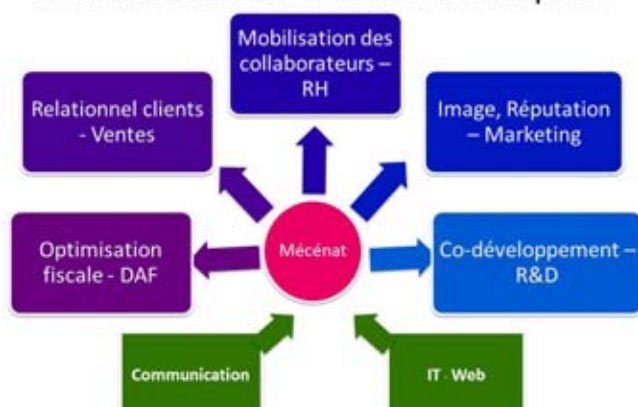 Mobilisation des
collaborateurs –
RH
Relationnel clients
- Ventes
Image, Réputation
– Marketing
Mécénat
Optimisation
fiscale - DAF
Co-développement –
R&D
Communication
IT - Web